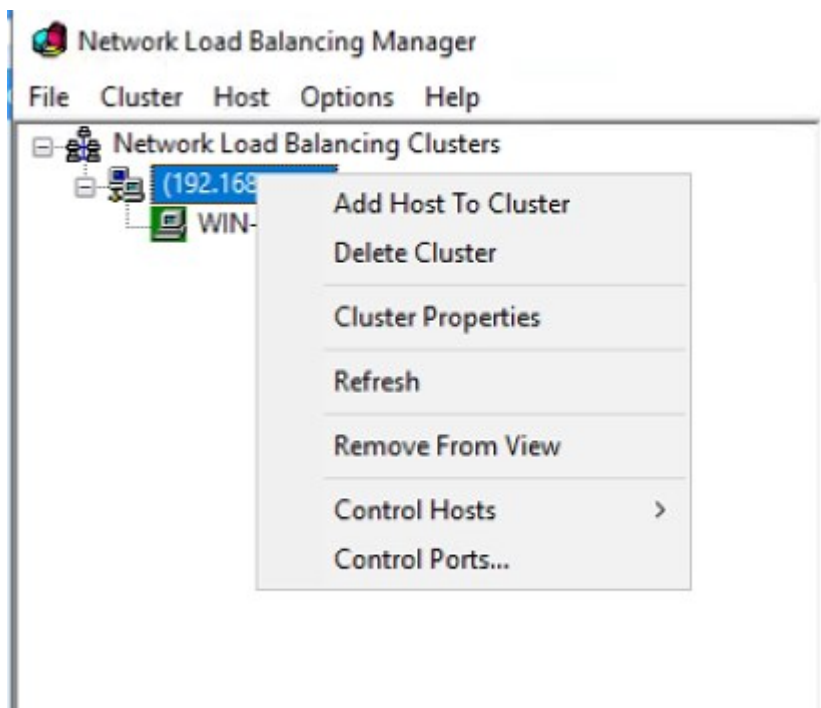 Network Load Balancing Manager
File Cluster Host Options Help
Network Load Balancing Clusters
(192.168
WIN-
Add Host To Cluster
Delete Cluster
Cluster Properties
Refresh
Remove From View
Control Hosts >
Control Ports...